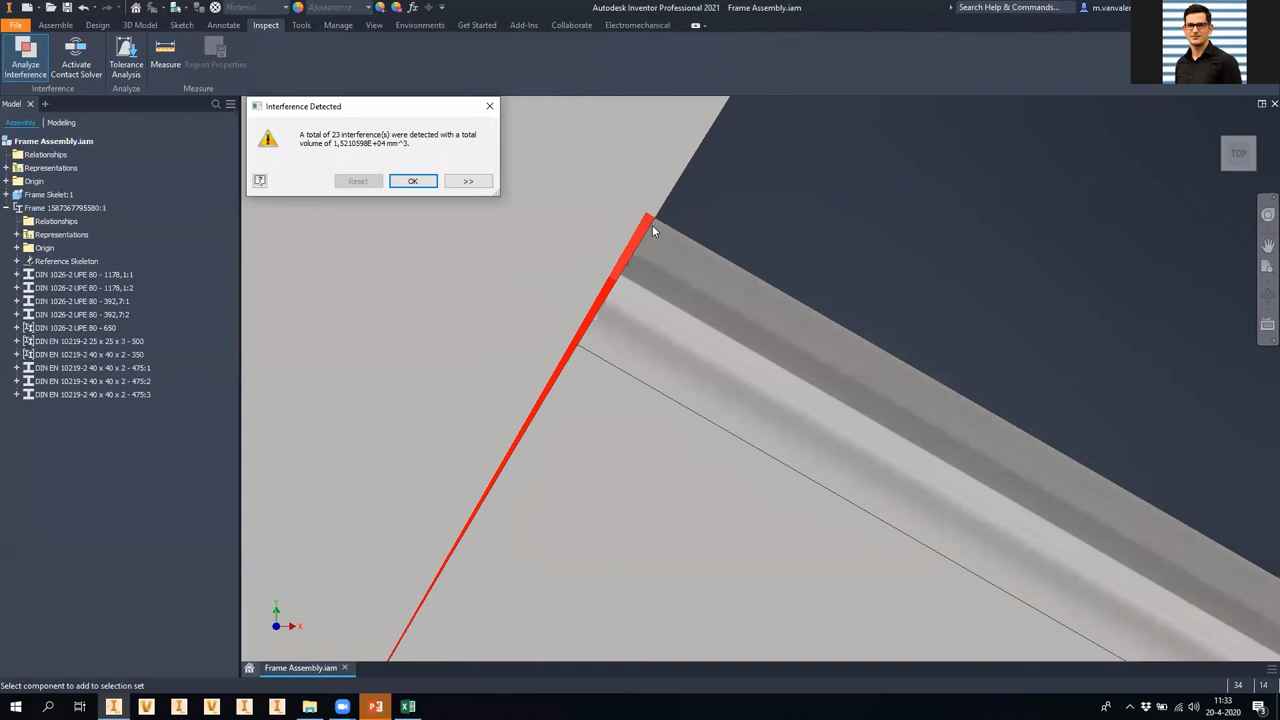 Material
Appearance
Autodesk Inventor Professional 2021 Frame Assembly.iam
Search Help & Commands...
m.vanvaler
File
Assemble
Design
3D Model
Sketch
Annotate
Inspect
Tools
Manage
View
Environments
Get Started
Add-Ins
Collaborate
Electromechanical
Analyze
Interference
Activate
Contact Solver
Tolerance
Analysis
Measure
Region Properties
Interference
Analyze
Measure
Model
Assembly
Modeling
Frame Assembly.iam
Relationships
Representations
Origin
Frame Skelet:1
Frame 1587367795580:1
Relationships
Representations
Origin
Reference Skeleton
DIN 1026-2 UPE 80 - 1178,1:1
DIN 1026-2 UPE 80 - 1178,1:2
DIN 1026-2 UPE 80 - 392,7:1
DIN 1026-2 UPE 80 - 392,7:2
DIN 1026-2 UPE 80 - 650
DIN EN 10219-2 25 x 25 x 3 - 500
DIN EN 10219-2 40 x 40 x 2 - 350
DIN EN 10219-2 40 x 40 x 2 - 475:1
DIN EN 10219-2 40 x 40 x 2 - 475:2
DIN EN 10219-2 40 x 40 x 2 - 475:3
Interference Detected
A total of 23 interference(s) were detected with a total
volume of 1,5210598E+04 mm^3.
Reset
OK
>>
TOP
Y
X
Frame Assembly.iam
Select component to add to selection set
34
14
11:33
20-4-2020
3